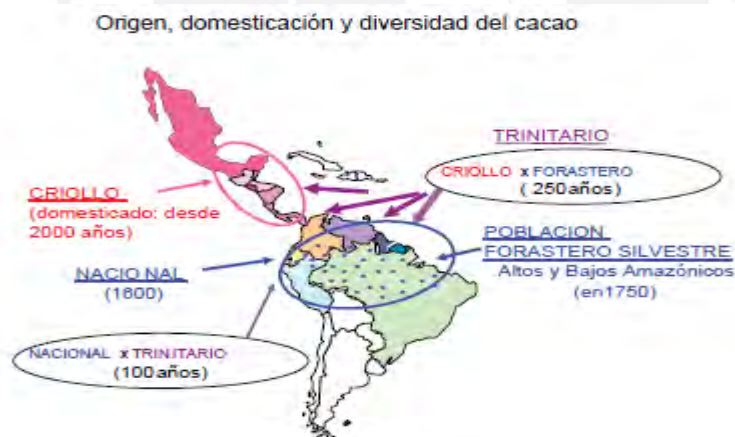 Origen, domesticación y diversidad del cacao
TRINITARIO
CRIOLLO x FORASTERO
( 250años)
CRIOLLO
(domesticado: desde
2000 años)
POBLACION
FORASTERO SILVESTRE
Altos y Bajos Amazónicos
(en1750)
NACIONAL
(1600)
NACIONAL x TRINITARIO
(100años)